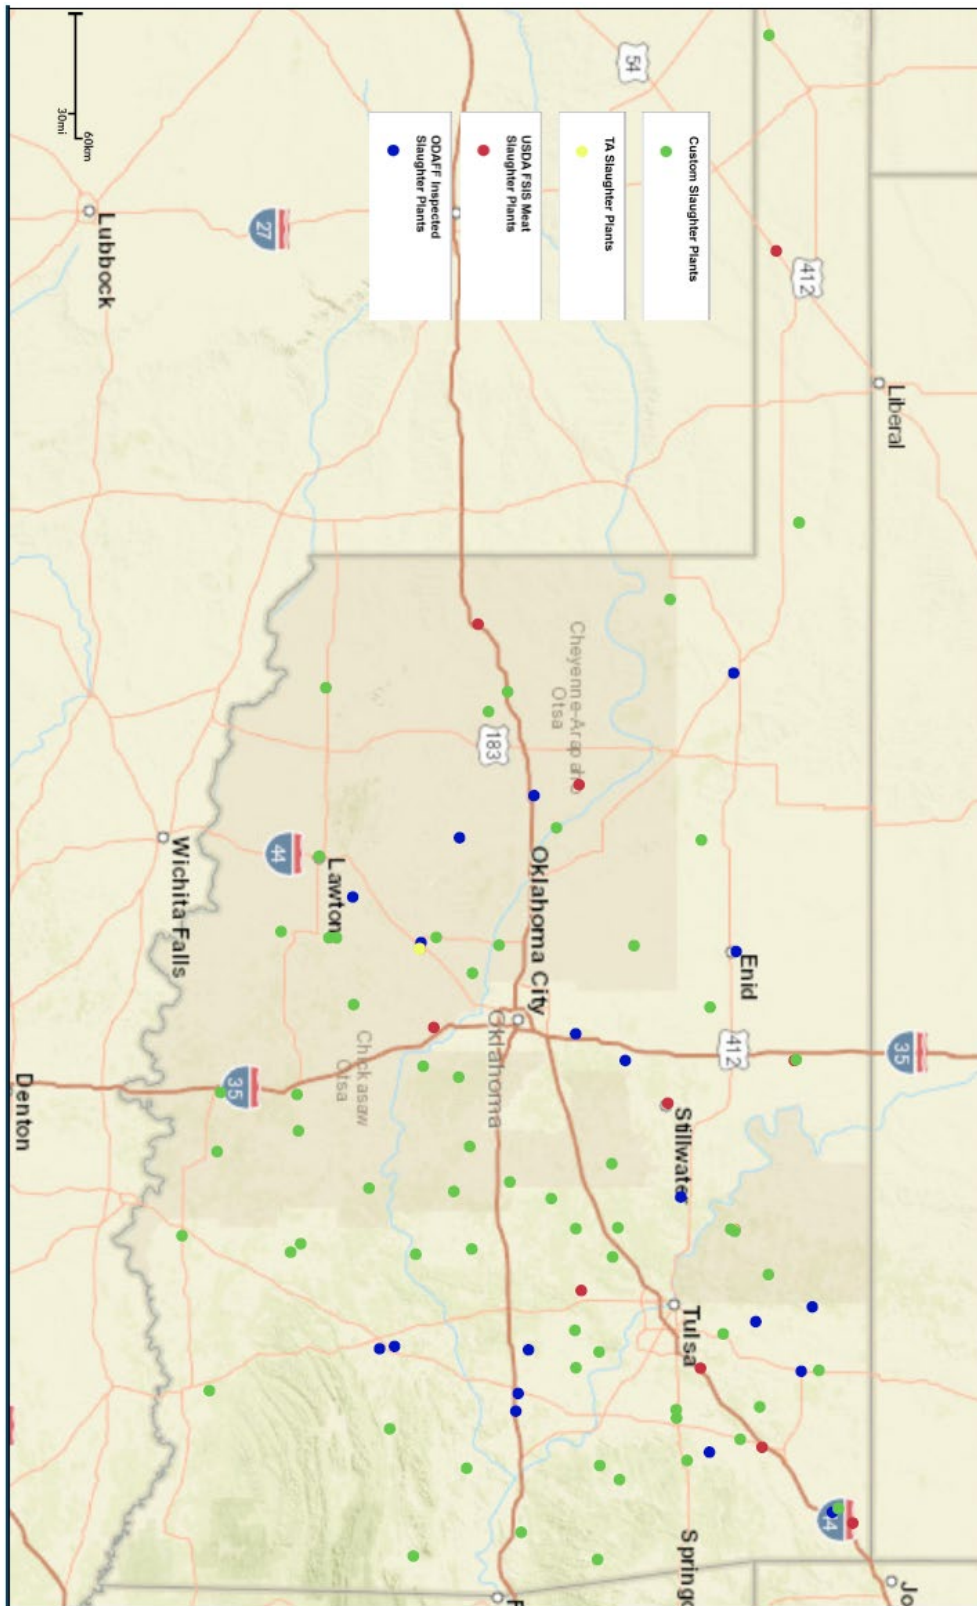 Custom Slaughter Plants
TA Slaughter Plants
USDA FSIS Meat
Slaughter Plants
ODAFF Inspected
Slaughter Plants
54
412
Liberal
60km
30mi
27
Lubbock
Cheyenne-Arapaho
Otsa
183
Oklahoma City
Enid
44
Lawton
Wichita Falls
412
35
Oklahoma
Chickasaw
Otsa
35
Denton
Stillwater
Tulsa
44
Springd
Jo
F